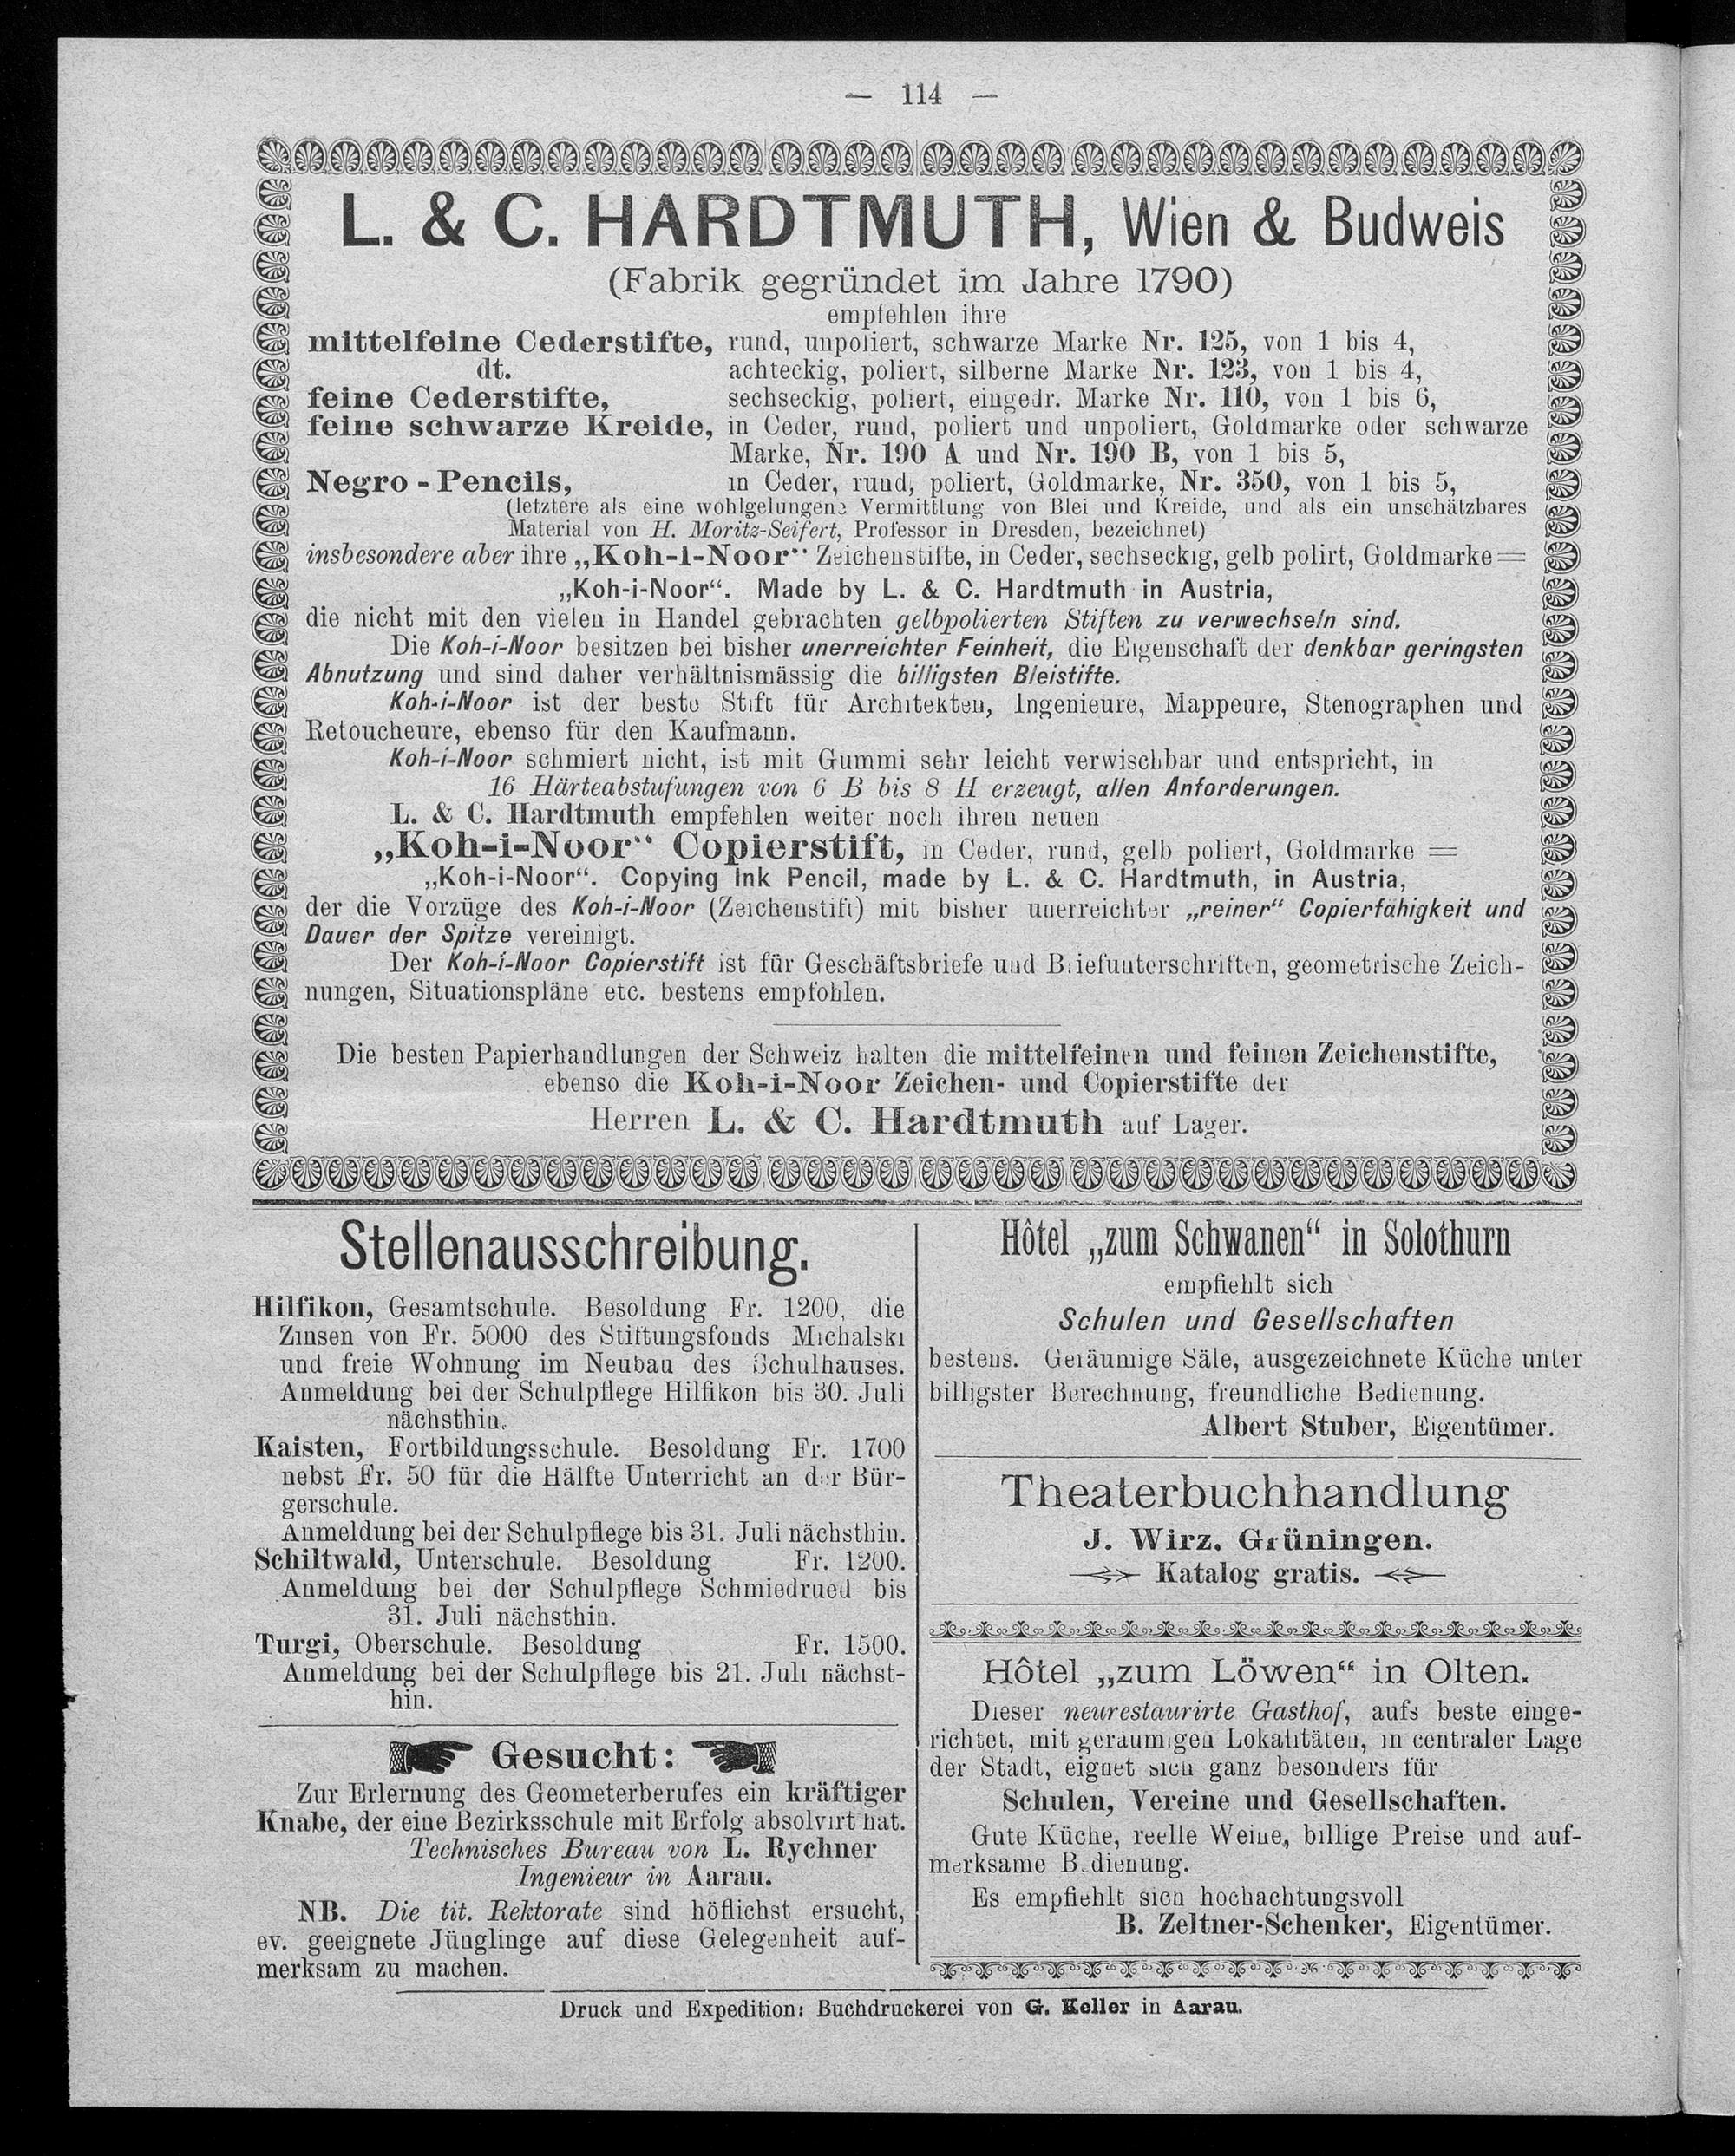 — 114 —
L. & C. HARDTMUTH, Wien & Budweis
(Fabrik gegründet im Jahre 1790)
empfehlen ihre
mittelfeine Cederstifte, rund, unpoliert, schwarze Marke Nr. 125, von 1 bis 4,
dt. achteckig, poliert, silberne Marke Nr. 123, von 1 bis 4,
feine Cederstifte, sechseckig, poliert, eingedr. Marke Nr. 110, von 1 bis 6,
feine schwarze Kreide, in Ceder, rund, poliert und unpoliert, Goldmarke oder schwarze
Marke, Nr. 190 A und Nr. 190 B, von 1 bis 5,
Negro - Pencils, in Ceder, rund, poliert, Goldmarke, Nr. 350, von 1 bis 5,
(letztere als eine wohlgelungene Vermittlung von Blei und Kreide, und als ein unschätzbares
Material von H. Moritz-Seifert, Professor in Dresden, bezeichnet)
insbesondere aber ihre „Koh-i-Noor“ Zeichenstifte, in Ceder, sechseckig, gelb polirt, Goldmarke =
„Koh-i-Noor“. Made by L. & C. Hardtmuth in Austria,
die nicht mit den vielen in Handel gebrachten gelbpolierten Stiften zu verwechseln sind.
Die Koh-i-Noor besitzen bei bisher unerreichter Feinheit, die Eigenschaft der denkbar geringsten
Abnutzung und sind daher verhältnismässig die billigsten Bleistifte.
Koh-i-Noor ist der beste Stift für Architekten, Ingenieure, Mappeure, Stenographen und
Retoucheure, ebenso für den Kaufmann.
Koh-i-Noor schmiert nicht, ist mit Gummi sehr leicht verwischbar und entspricht, in
16 Härteabstufungen von 6 B bis 8 H erzeugt, allen Anforderungen.
L. & C. Hardtmuth empfehlen weiter noch ihren neuen
„Koh-i-Noor“ Copierstift, in Ceder, rund, gelb poliert, Goldmarke =
„Koh-i-Noor“. Copying Ink Pencil, made by L. & C. Hardtmuth, in Austria,
der die Vorzüge des Koh-i-Noor (Zeichenstift) mit bisher unerreichter „reiner“ Copierfähigkeit und
Dauer der Spitze vereinigt.
Der Koh-i-Noor Copierstift ist für Geschäftsbriefe und Briefunterschriften, geometrische Zeich-
nungen, Situationspläne etc. bestens empfohlen.
Die besten Papierhandlungen der Schweiz halten die mittelfeinen und feinen Zeichenstifte,
ebenso die Koh-i-Noor Zeichen- und Copierstifte der
Herren L. & C. Hardtmuth auf Lager.
Stellenausschreibung.
Hilfikon, Gesamtschule. Besoldung Fr. 1200, die
Zinsen von Fr. 5000 des Stiftungsfonds Michalski
und freie Wohnung im Neubau des Schulhauses.
Anmeldung bei der Schulpflege Hilfikon bis 30. Juli
nächsthin.
Kaisten, Fortbildungsschule. Besoldung Fr. 1700
nebst Fr. 50 für die Hälfte Unterricht an der Bür-
gerschule.
Anmeldung bei der Schulpflege bis 31. Juli nächsthin.
Schiltwald, Unterschule. Besoldung Fr. 1200.
Anmeldung bei der Schulpflege Schmiedrued bis
31. Juli nächsthin.
Turgi, Oberschule. Besoldung Fr. 1500.
Anmeldung bei der Schulpflege bis 21. Juli nächst-
hin.
Gesucht:
Zur Erlernung des Geometerberufes ein kräftiger
Knabe, der eine Bezirksschule mit Erfolg absolvirt hat.
Technisches Bureau von L. Rychner
Ingenieur in Aarau.
NB. Die tit. Rektorate sind höflichst ersucht,
ev. geeignete Jünglinge auf diese Gelegenheit auf-
merksam zu machen.
Hôtel „zum Schwanen“ in Solothurn
empfiehlt sich
Schulen und Gesellschaften
bestens. Geräumige Säle, ausgezeichnete Küche unter
billigster Berechnung, freundliche Bedienung.
Albert Stuber, Eigentümer.
Theaterbuchhandlung
J. Wirz. Grüningen.
Katalog gratis.
Hôtel „zum Löwen“ in Olten.
Dieser neurestaurirte Gasthof, aufs beste einge-
richtet, mit geräumigen Lokalitäten, in centraler Lage
der Stadt, eignet sich ganz besonders für
Schulen, Vereine und Gesellschaften.
Gute Küche, reelle Weine, billige Preise und auf-
merksame Bedienung.
Es empfiehlt sich hochachtungsvoll
B. Zeltner-Schenker, Eigentümer.
Druck und Expedition: Buchdruckerei von G. Keller in Aarau.